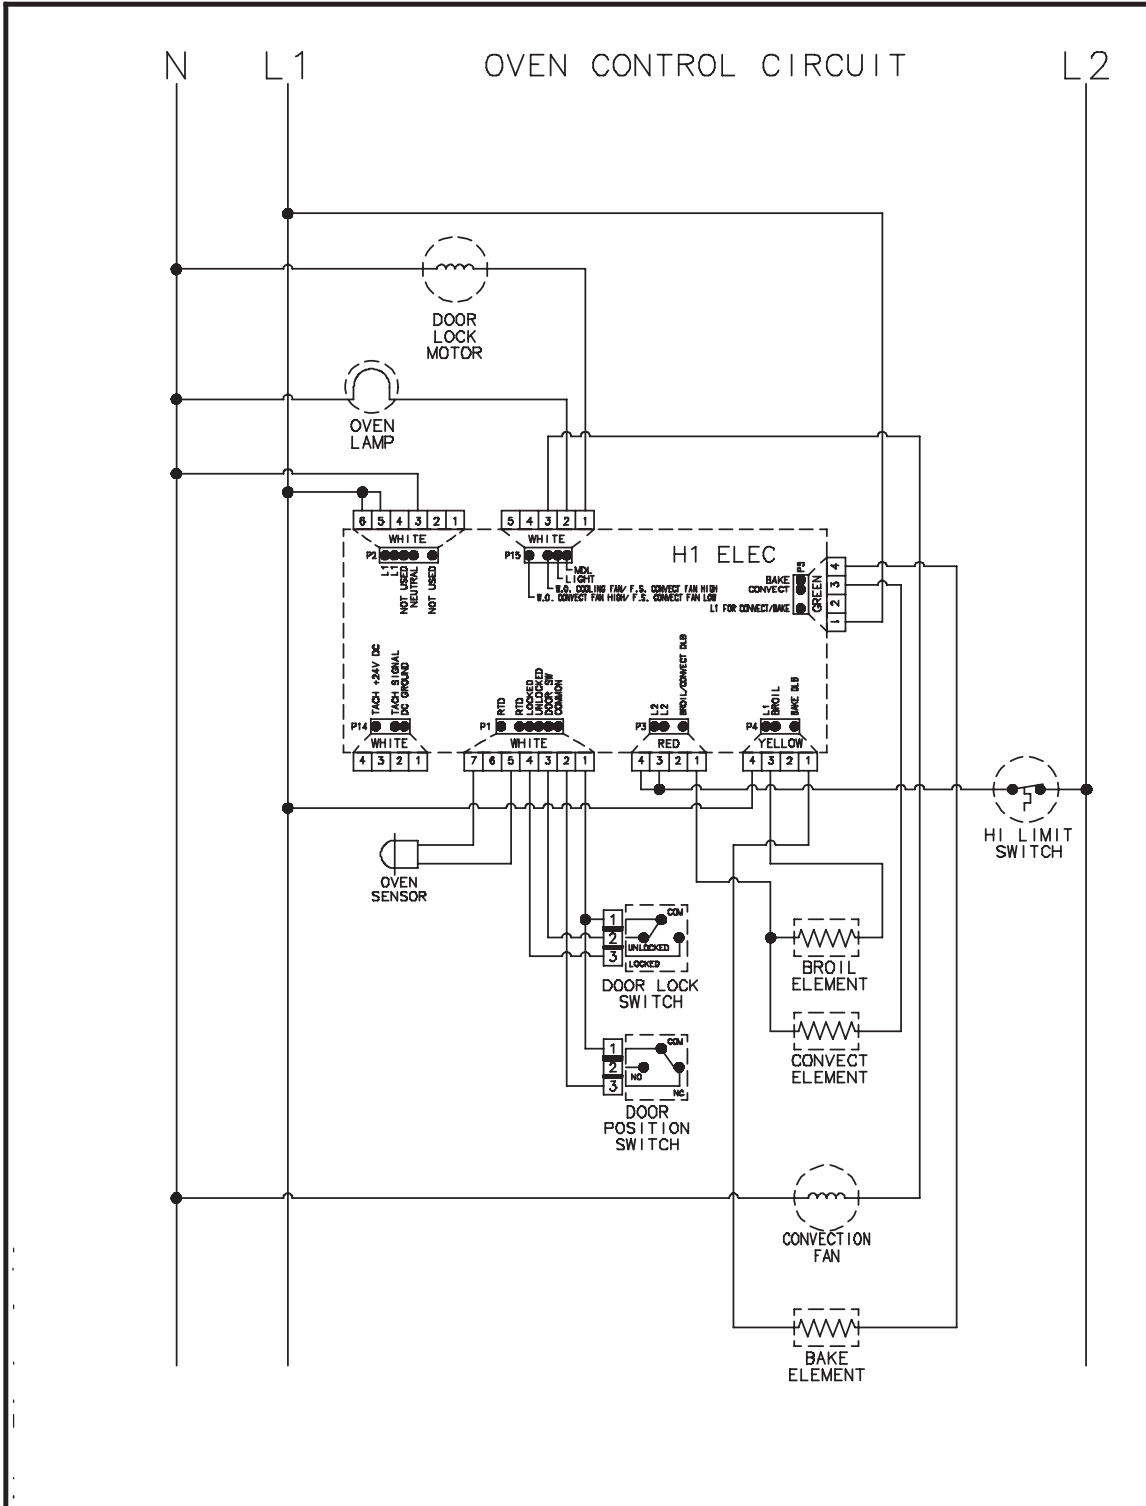 N L1 OVEN CONTROL CIRCUIT L2
DOOR
LOCK
MOTOR
OVEN
LAMP
6 5 4 3 2 1
WHITE
P2
L1
L1
NOT USED
NEUTRAL
NOT USED
5 4 3 2 1
WHITE
P15
MDL
LIGHT
W.O. COOLING FAN/ F.S. CONVECT FAN HIGH
W.O. CONVECT FAN HIGH/ F.S. CONVECT FAN LOW
H1 ELEC
P5
BAKE
CONVECT
L1 FOR CONVECT/BAKE
GREEN
4
3
2
1
TACH +24V DC
TACH SIGNAL
DC GROUND
P14
WHITE
4 3 2 1
RTD
RTD
LOCKED
UNLOCKED
DOOR SW
COMMON
P1
WHITE
7 6 5 4 3 2 1
L2
L2
BROIL/CONVECT DLB
P3
RED
4 3 2 1
L1
BROIL
BAKE DLB
P4
YELLOW
4 3 2 1
HI LIMIT
SWITCH
OVEN
SENSOR
1
2
3
COM
UNLOCKED
LOCKED
DOOR LOCK
SWITCH
BROIL
ELEMENT
1
2
3
COM
NO
NC
DOOR
POSITION
SWITCH
CONVECT
ELEMENT
CONVECTION
FAN
BAKE
ELEMENT